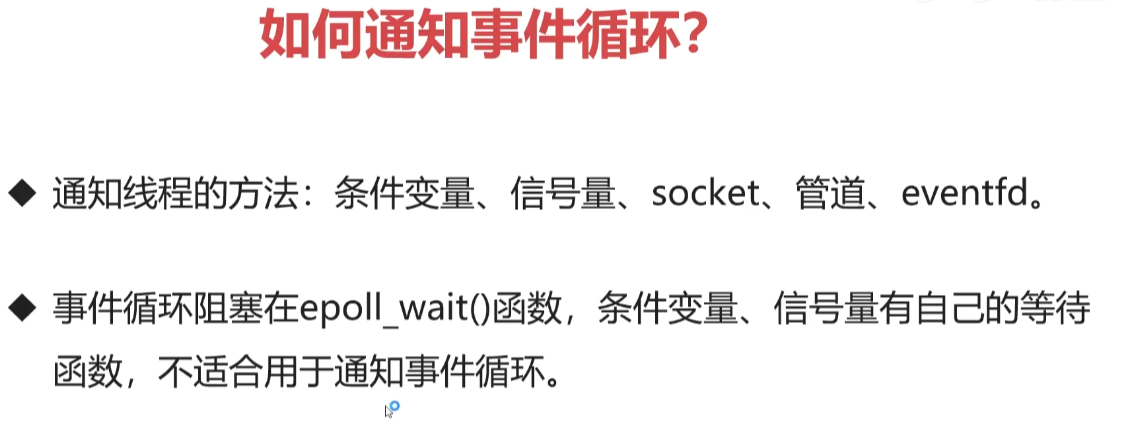 如何通知事件循环？
◆ 通知线程的方法：条件变量、信号量、socket、管道、eventfd。
◆ 事件循环阻塞在epoll_wait()函数，条件变量、信号量有自己的等待
函数，不适合用于通知事件循环。